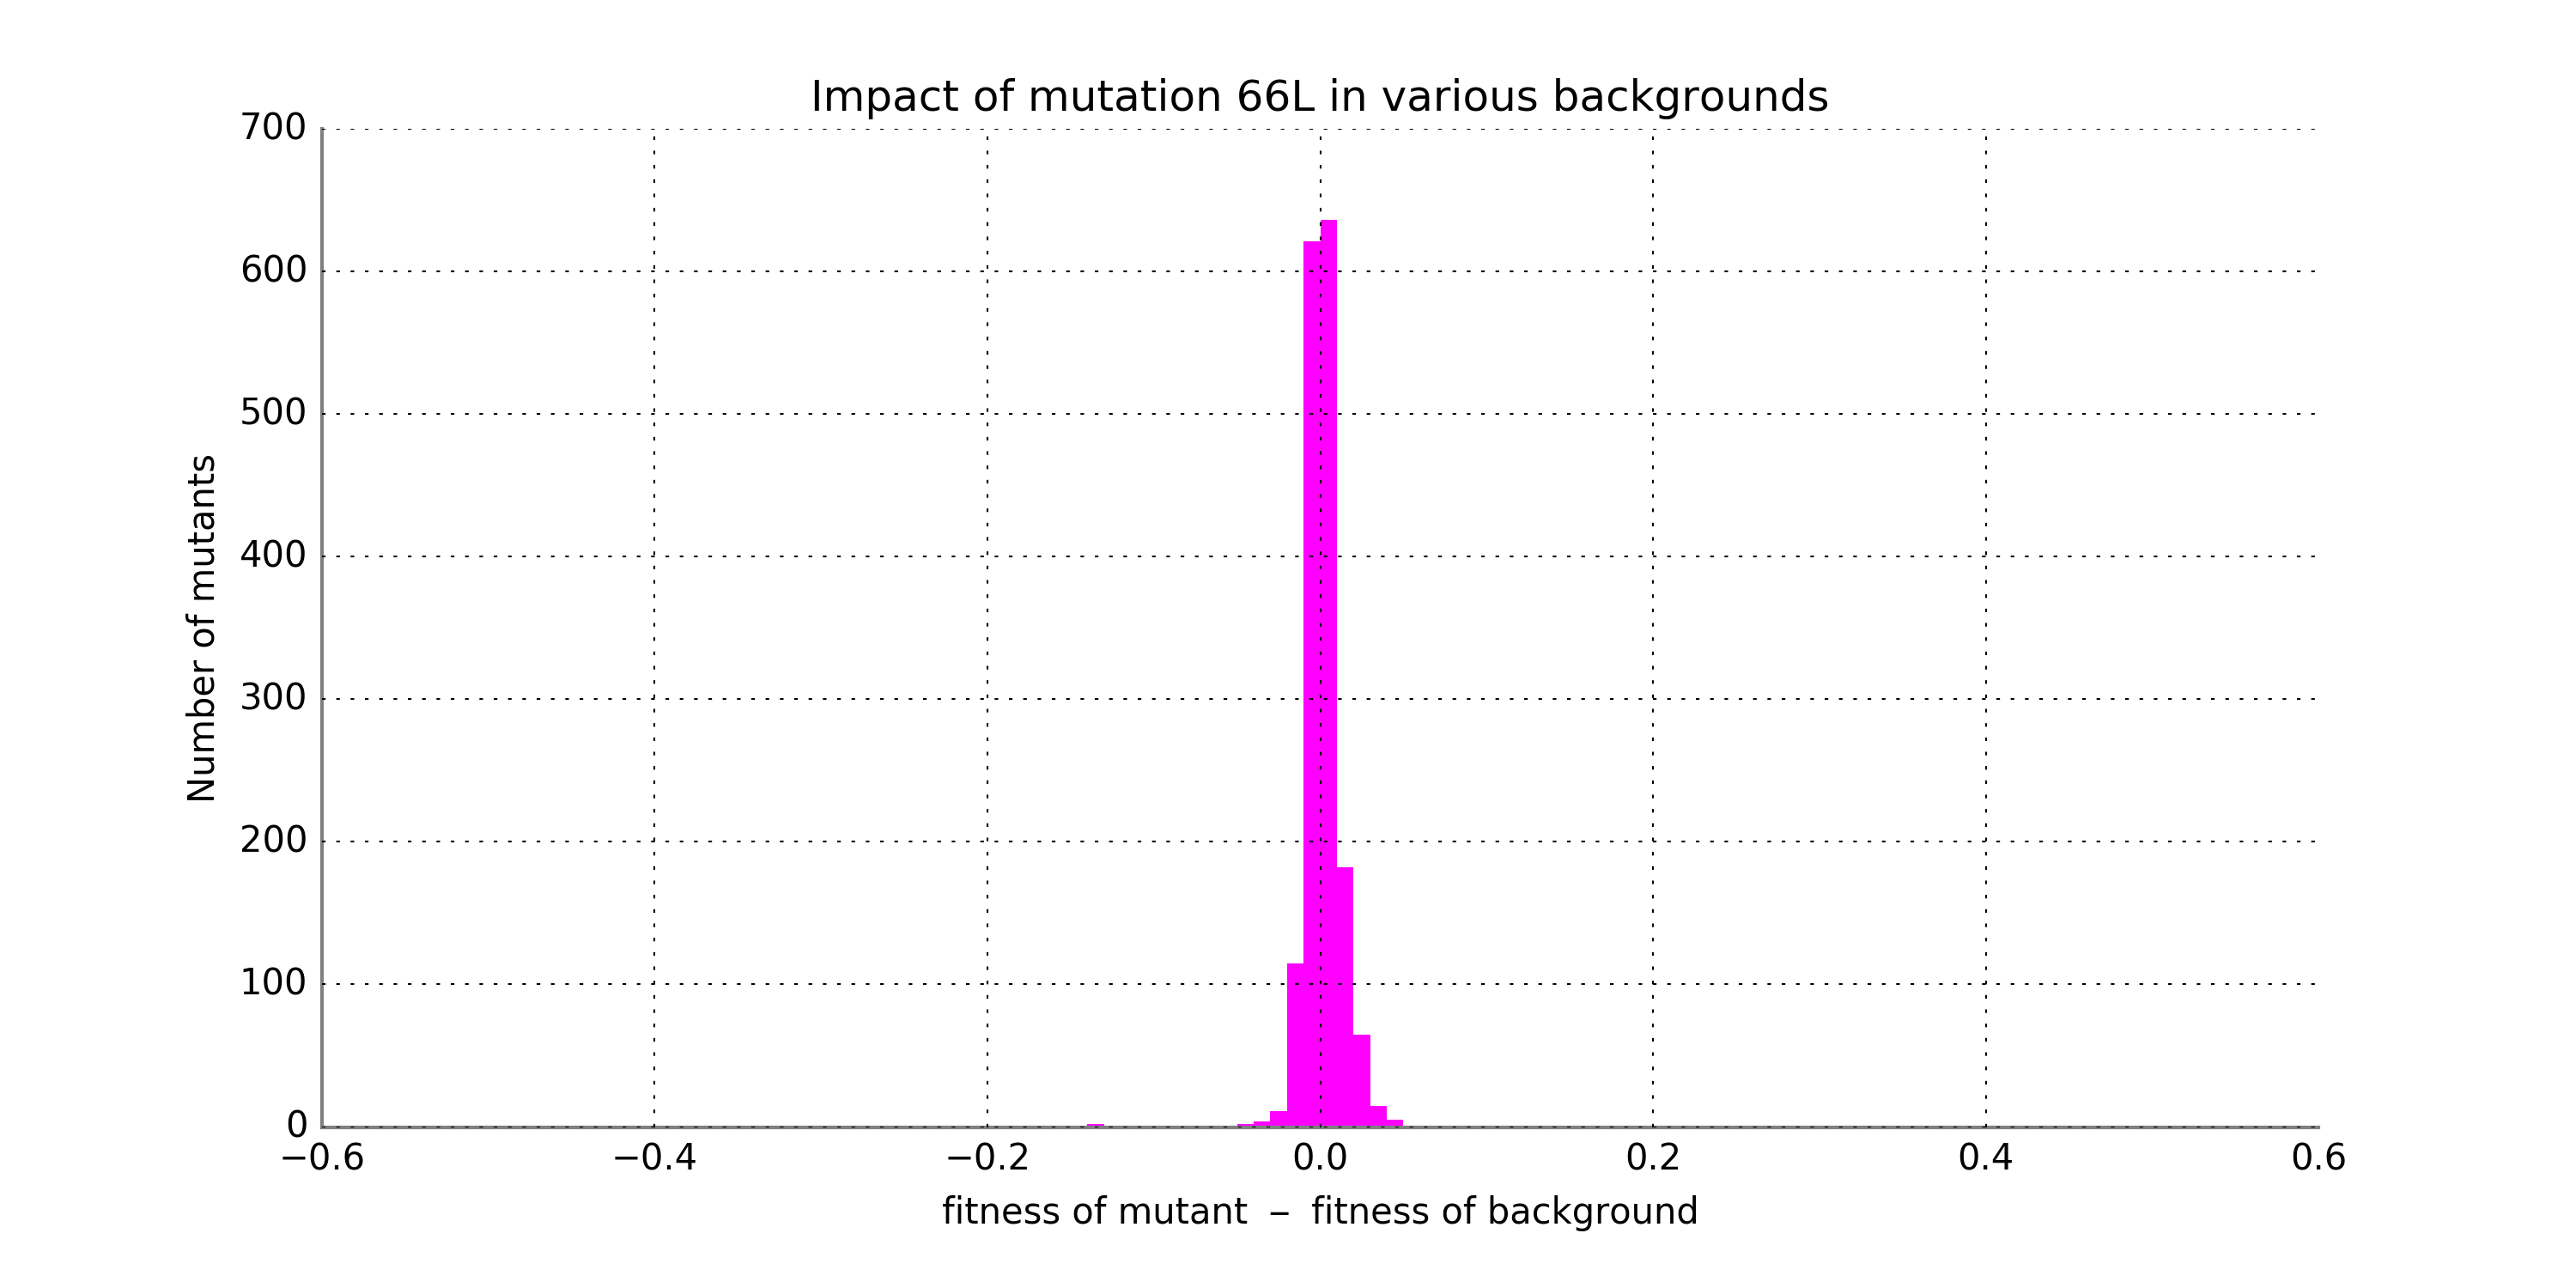 Impact of mutation 66L in various backgrounds
700
600
500
400
300
200
100
0
Number of mutants
−0.6 −0.4 −0.2 0.0 0.2 0.4 0.6
fitness of mutant − fitness of background